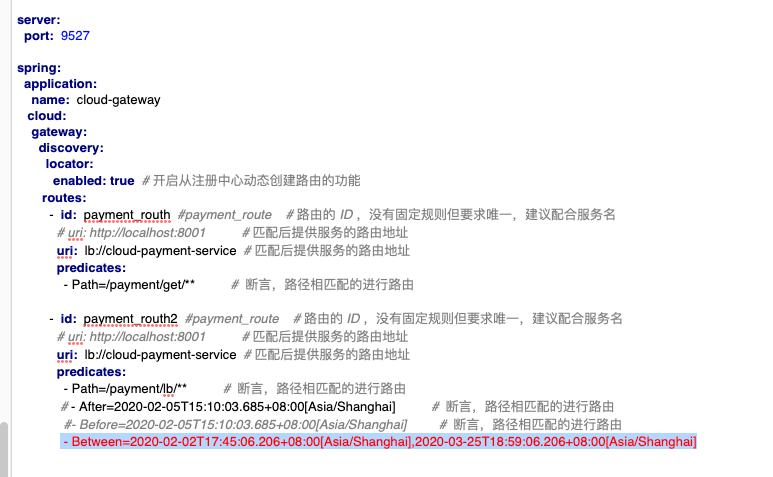 server:
port: 9527
spring:
application:
name: cloud-gateway
cloud:
gateway:
discovery:
locator:
enabled: true #开启从注册中心动态创建路由的功能
routes:
- id: payment_routh #payment_route #路由的ID，没有固定规则但要求唯一，建议配合服务名
# uri: http://localhost:8001 #匹配后提供服务的路由地址
uri: lb://cloud-payment-service #匹配后提供服务的路由地址
predicates:
- Path=/payment/get/** # 断言，路径相匹配的进行路由
- id: payment_routh2 #payment_route #路由的ID，没有固定规则但要求唯一，建议配合服务名
# uri: http://localhost:8001 #匹配后提供服务的路由地址
uri: lb://cloud-payment-service #匹配后提供服务的路由地址
predicates:
- Path=/payment/lb/** # 断言，路径相匹配的进行路由
#- After=2020-02-05T15:10:03.685+08:00[Asia/Shanghai] # 断言，路径相匹配的进行路由
#- Before=2020-02-05T15:10:03.685+08:00[Asia/Shanghai] # 断言，路径相匹配的进行路由
- Between=2020-02-02T17:45:06.206+08:00[Asia/Shanghai],2020-03-25T18:59:06.206+08:00[Asia/Shanghai]